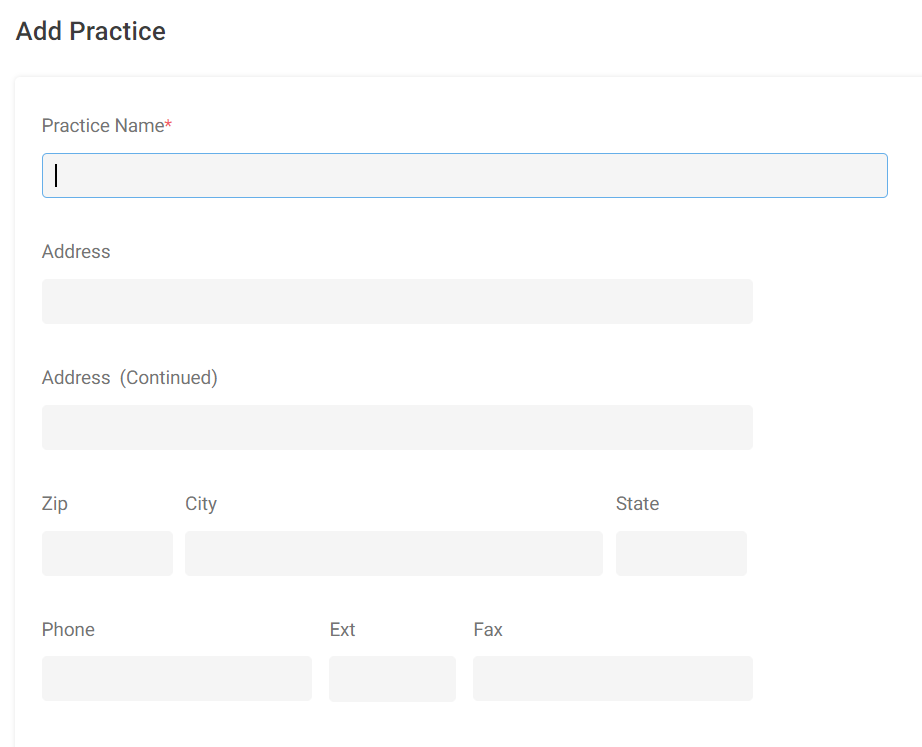 Add Practice
Practice Name*
Address
Address (Continued)
Zip City State
Phone Ext Fax